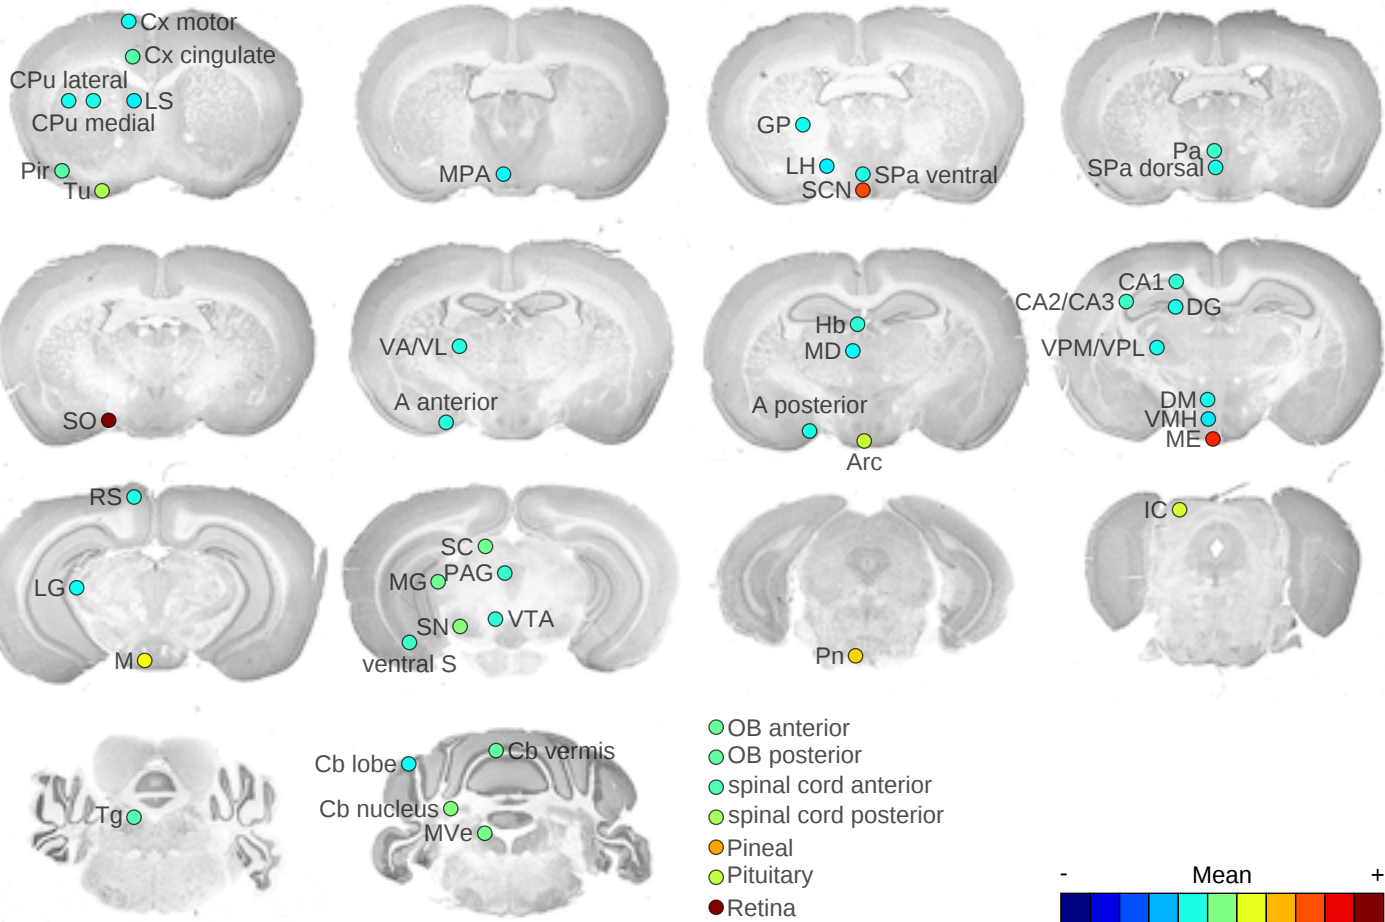 Cx motor
Cx cingulate
CPu lateral
LS
CPu medial
Pir
Tu
MPA
GP
LH
SPa ventral
SCN
Pa
SPa dorsal
SO
VA/VL
A anterior
Hb
MD
A posterior
Arc
CA1
CA2/CA3
DG
VPM/VPL
DM
VMH
ME
RS
LG
M
SC
MG
PAG
SN
VTA
ventral S
Pn
IC
Tg
Cb lobe
Cb vermis
Cb nucleus
MVe
OB anterior
OB posterior
spinal cord anterior
spinal cord posterior
Pineal
Pituitary
Retina
- Mean +